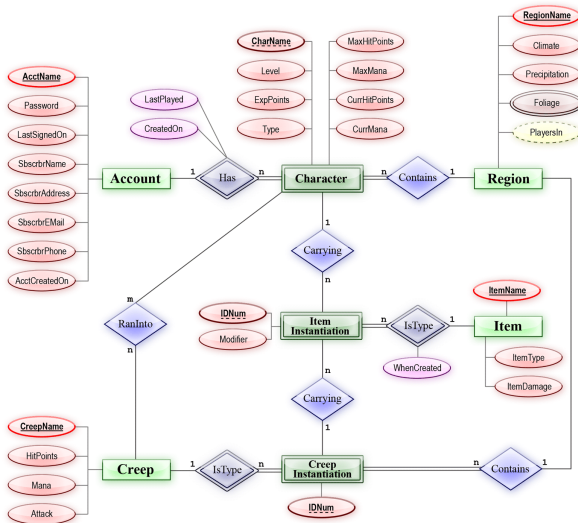 RegionName
CharName
MaxHitPoints
Climate
AcctName
Level
MaxMana
Precipitation
Password
LastPlayed
ExpPoints
CurrHitPoints
Foliage
LastSignedOn
CreatedOn
Type
CurrMana
PlayersIn
SbscrbrName
Account
1
Has
n
Character
n
Contains
1
Region
SbscrbrAddress
1
1
SbscrbrEMail
SbscrbrPhone
Carrying
AcctCreatedOn
m
n
ItemName
RanInto
IDNum
Item
Instantiation
n
IsType
1
Item
Modifier
n
WhenCreated
ItemType
n
ItemDamage
Carrying
CreepName
HitPoints
1
1
Creep
1
IsType
n
Creep
Instantiation
n
Contains
Mana
Attack
IDNum